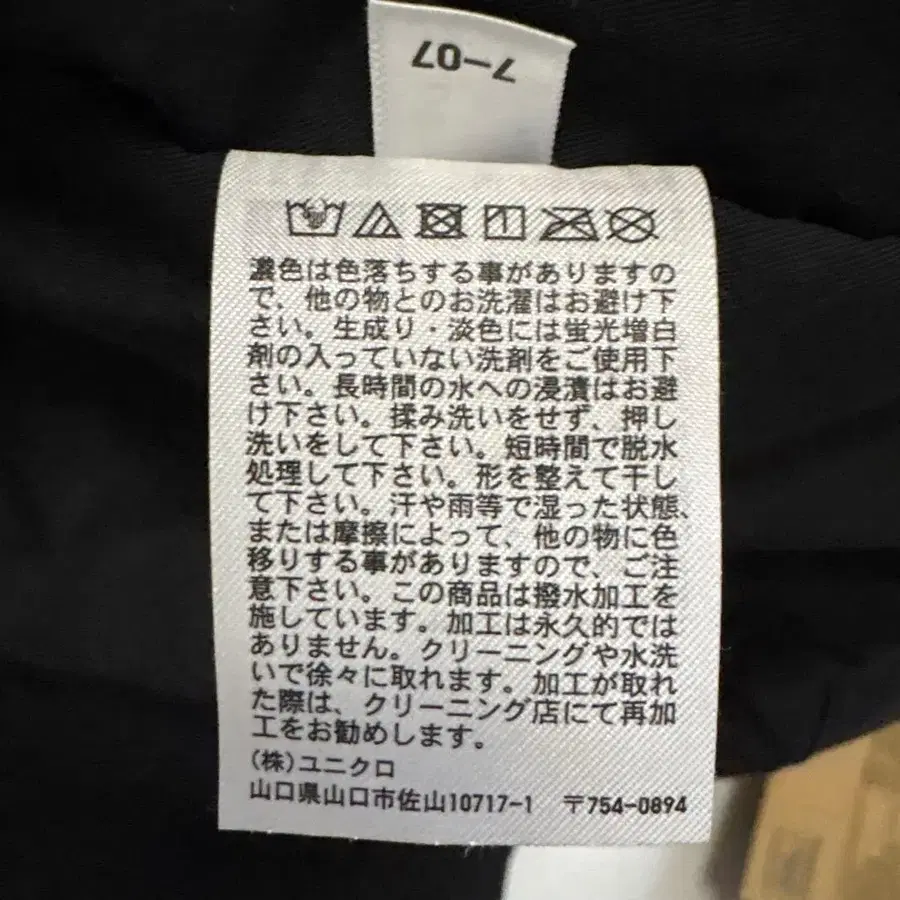 7-07
濃色は色落ちする事がありますの
で、他の物とのお洗濯はお避け下
さい。生成り・淡色には蛍光増白
剤の入っていない洗剤をご使用下
さい。長時間の水への浸漬はお避
け下さい。揉み洗いをせず、押し
洗いをして下さい。短時間で脱水
処理して下さい。形を整えて干し
て下さい。汗や雨等で湿った状態、
または摩擦によって、他の物に色
移りする事がありますので、ご注
意下さい。この商品は撥水加工を
施しています。加工は永久的では
ありません。クリーニングや水洗
いで徐々に取れます。加工が取れ
た際は、クリーニング店にて再加
工をお勧めします。
(株)ユニクロ
山口県山口市佐山10717-1 〒754-0894